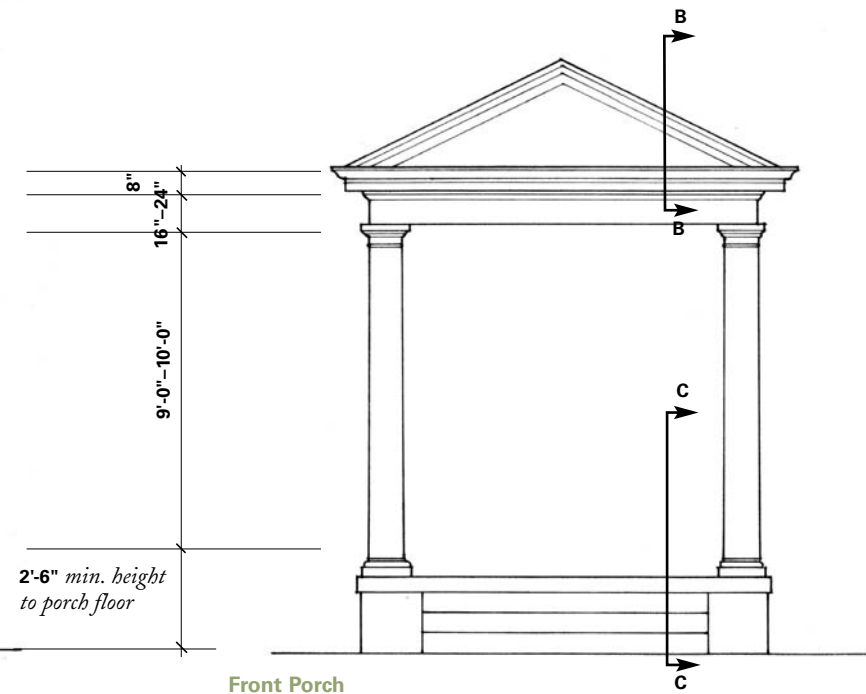 B
8"
16"–24"
B
9'-0"–10'-0"
C
2'-6" min. height
to porch floor
Front Porch
C